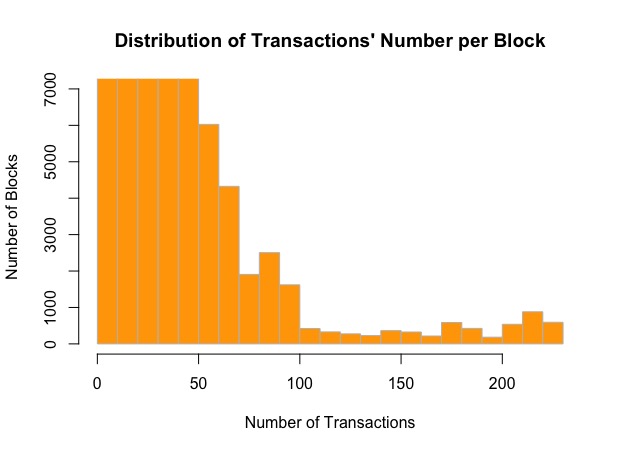 Distribution of Transactions' Number per Block
Number of Blocks
7000
5000
3000
1000
0
0 50 100 150 200
Number of Transactions